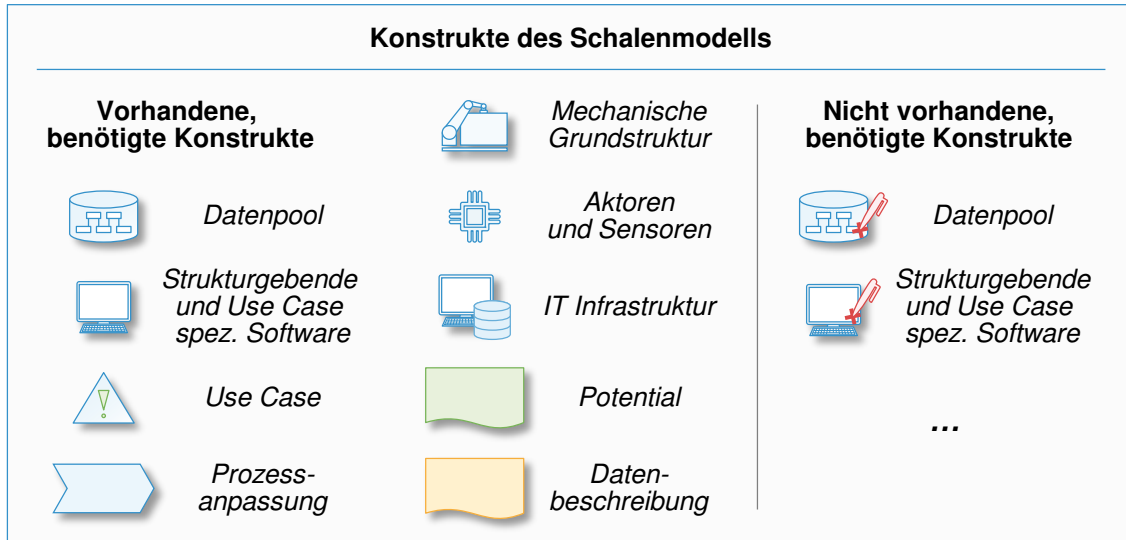 Konstrukte des Schalenmodells
Vorhandene,
benötigte Konstrukte
Datenpool
Strukturgebende
und Use Case
spez. Software
Use Case
Prozess-
anpassung
Mechanische
Grundstruktur
Aktoren
und Sensoren
IT Infrastruktur
Potential
Daten-
beschreibung
Nicht vorhandene,
benötigte Konstrukte
Datenpool
Strukturgebende
und Use Case
spez. Software
...